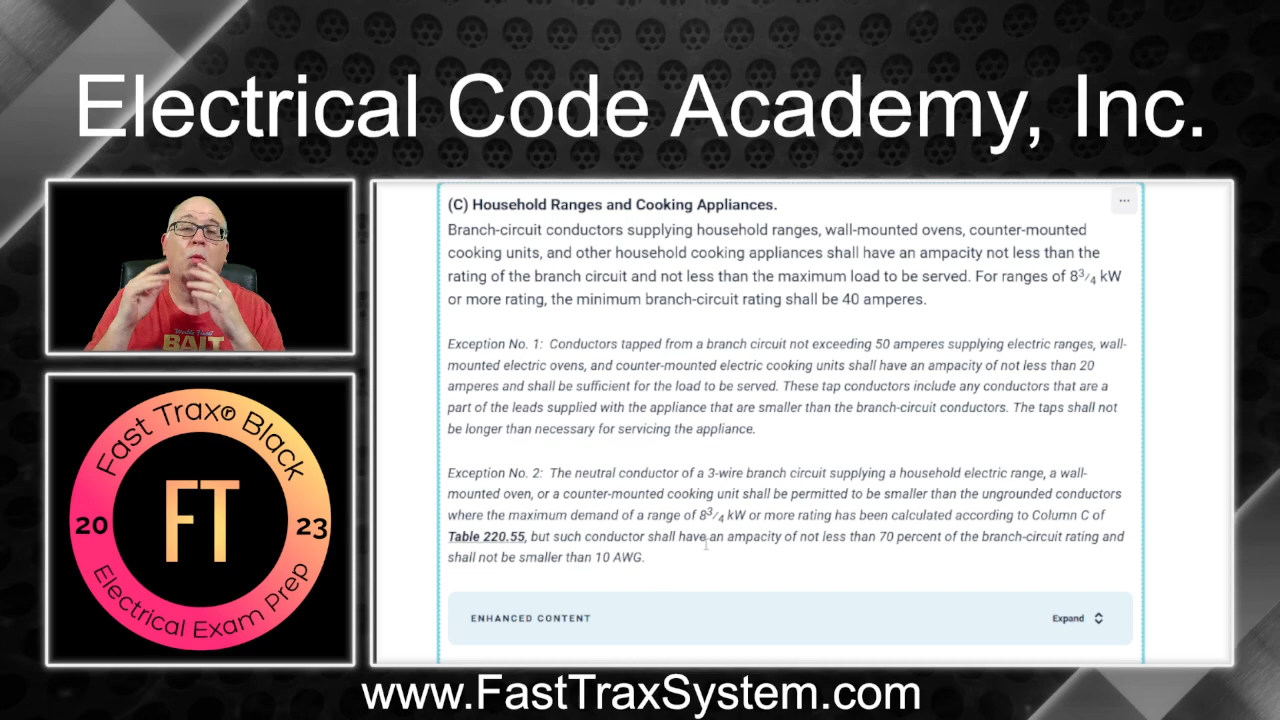 Electrical Code Academy, Inc.
World's Finest
BAIT
Fast Trax® Black
FT
20
23
Electrical Exam Prep
(C) Household Ranges and Cooking Appliances.
Branch-circuit conductors supplying household ranges, wall-mounted ovens, counter-mounted
cooking units, and other household cooking appliances shall have an ampacity not less than the
rating of the branch circuit and not less than the maximum load to be served. For ranges of 8 3/4 kW
or more rating, the minimum branch-circuit rating shall be 40 amperes.
Exception No. 1: Conductors tapped from a branch circuit not exceeding 50 amperes supplying electric ranges, wall-
mounted electric ovens, and counter-mounted electric cooking units shall have an ampacity of not less than 20
amperes and shall be sufficient for the load to be served. These tap conductors include any conductors that are a
part of the leads supplied with the appliance that are smaller than the branch-circuit conductors. The taps shall not
be longer than necessary for servicing the appliance.
Exception No. 2: The neutral conductor of a 3-wire branch circuit supplying a household electric range, a wall-
mounted oven, or a counter-mounted cooking unit shall be permitted to be smaller than the ungrounded conductors
where the maximum demand of a range of 8 3/4 kW or more rating has been calculated according to Column C of
Table 220.55, but such conductor shall have an ampacity of not less than 70 percent of the branch-circuit rating and
shall not be smaller than 10 AWG.
ENHANCED CONTENT
Expand
www.FastTraxSystem.com